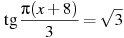 tg π(x + 8)/3 = √3